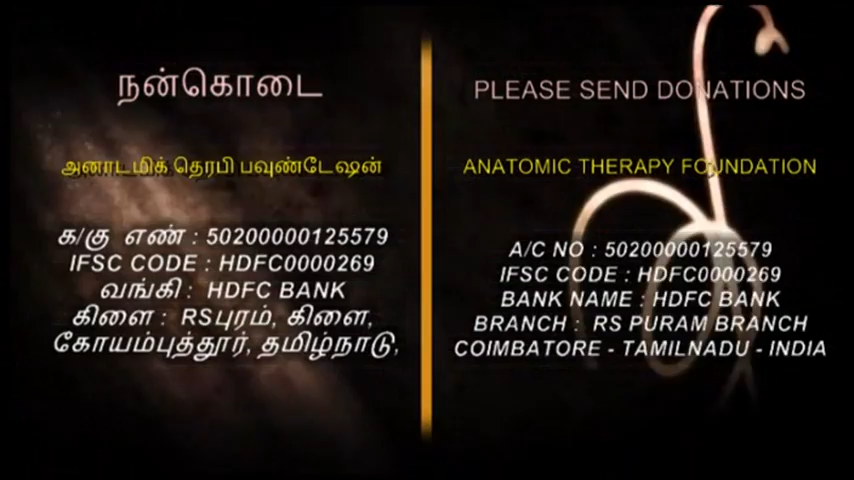 நன்கொடை
அனாடமிக் தெரபி பவுண்டேஷன்
க/கு எண் : 50200000125579
IFSC CODE : HDFC0000269
வங்கி : HDFC BANK
கிளை : RSபுரம், கிளை,
கோயம்புத்தூர், தமிழ்நாடு,
PLEASE SEND DONATIONS
ANATOMIC THERAPY FOUNDATION
A/C NO : 50200000125579
IFSC CODE : HDFC0000269
BANK NAME : HDFC BANK
BRANCH : RS PURAM BRANCH
COIMBATORE - TAMILNADU - INDIA